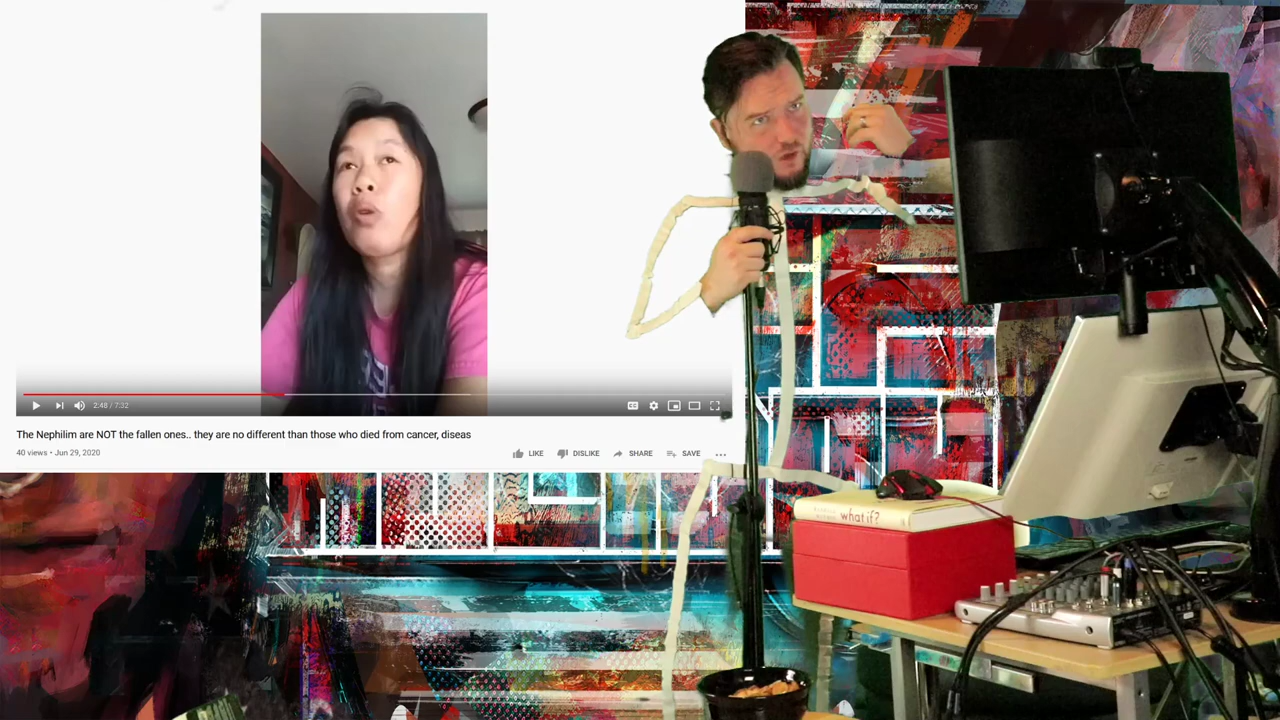 2:48 / 7:32
The Nephilim are NOT the fallen ones.. they are no different than those who died from cancer, diseas
40 views • Jun 29, 2020
LIKE DISLIKE SHARE SAVE
what if?